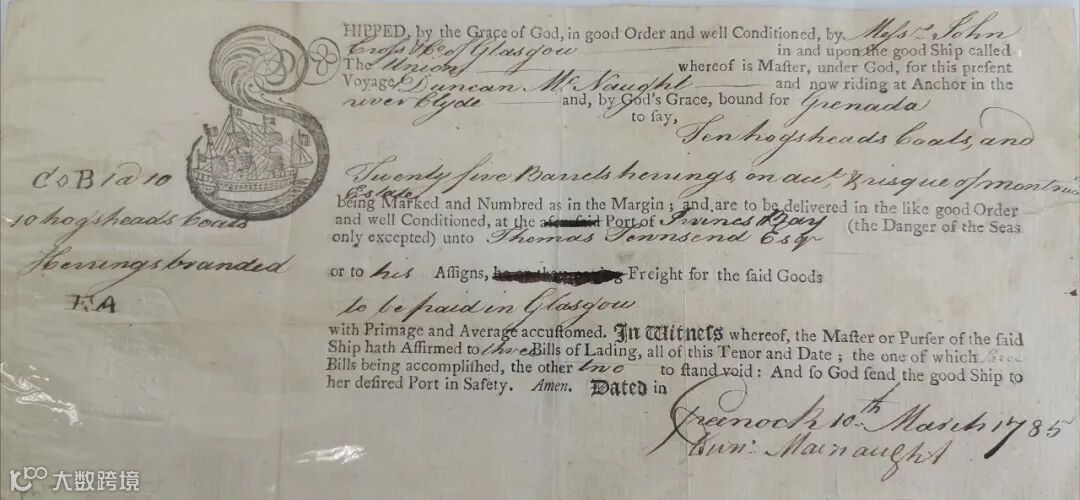 SHIPPED, by the Grace of God, in good Order and well Conditioned, by Messrs. John
Cross & Co of Glasgow in and upon the good Ship called
The Union whereof is Master, under God, for this present
Voyage Duncan Mc Naught and now riding at Anchor in the
river Clyde and, by God's Grace, bound for Grenada
to say,
Ten hogsheads Coals, and
Twenty five Barrels herrings, on acct. & risque of
Estate
being Marked and Numbred as in the Margin; and are to be delivered in the like good Order
and well Conditioned, at the aforesaid Port of Prunes Bay (the Danger of the Seas
only excepted) unto Thomas Townsend Esqr
or to his Assigns, Freight for the said Goods
to be paid in Glasgow
with Primage and Average accustomed. In Witness whereof, the Master or Purser of the said
Ship hath Affirmed to three Bills of Lading, all of this Tenor and Date; the one of which three
Bills being accomplished, the other two to stand void: And so God send the good Ship to
her desired Port in Safety. Amen. Dated in
Greenock 10th March 1785
Dun: Macnaught
C o B 1 a 10
10 hogsheads Coals
Herrings branded
EA
大数跨境